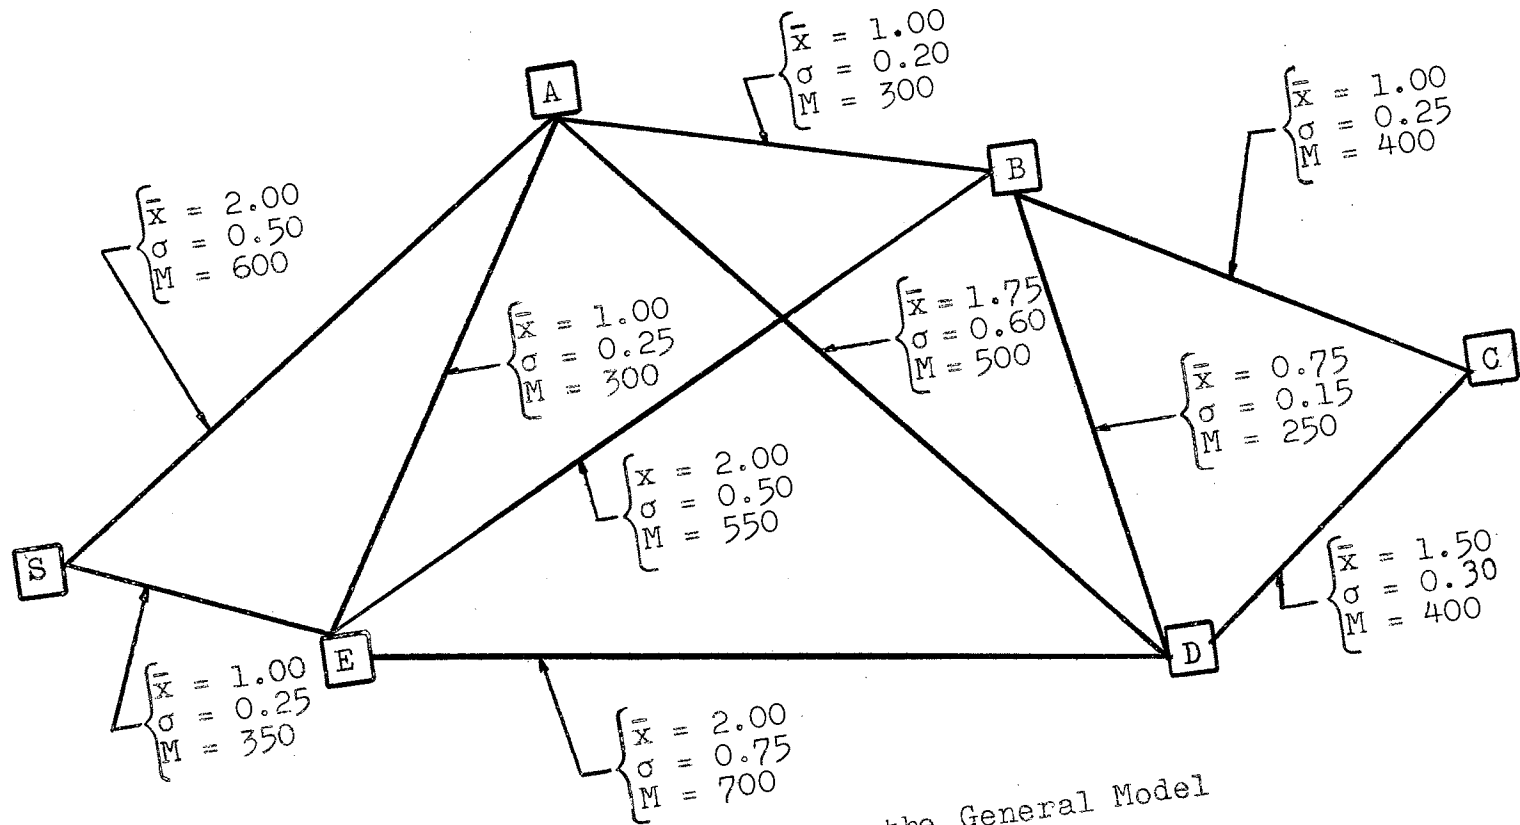 A
x̄ = 1.00
σ = 0.20
M = 300
B
x̄ = 1.00
σ = 0.25
M = 400
x̄ = 2.00
σ = 0.50
M = 600
x̄ = 1.00
σ = 0.25
M = 300
x̄ = 1.75
σ = 0.60
M = 500
x̄ = 0.75
σ = 0.15
M = 250
C
x = 2.00
σ = 0.50
M = 550
S
x̄ = 1.50
σ = 0.30
M = 400
E
D
x̄ = 1.00
σ = 0.25
M = 350
x̄ = 2.00
σ = 0.75
M = 700
the General Model